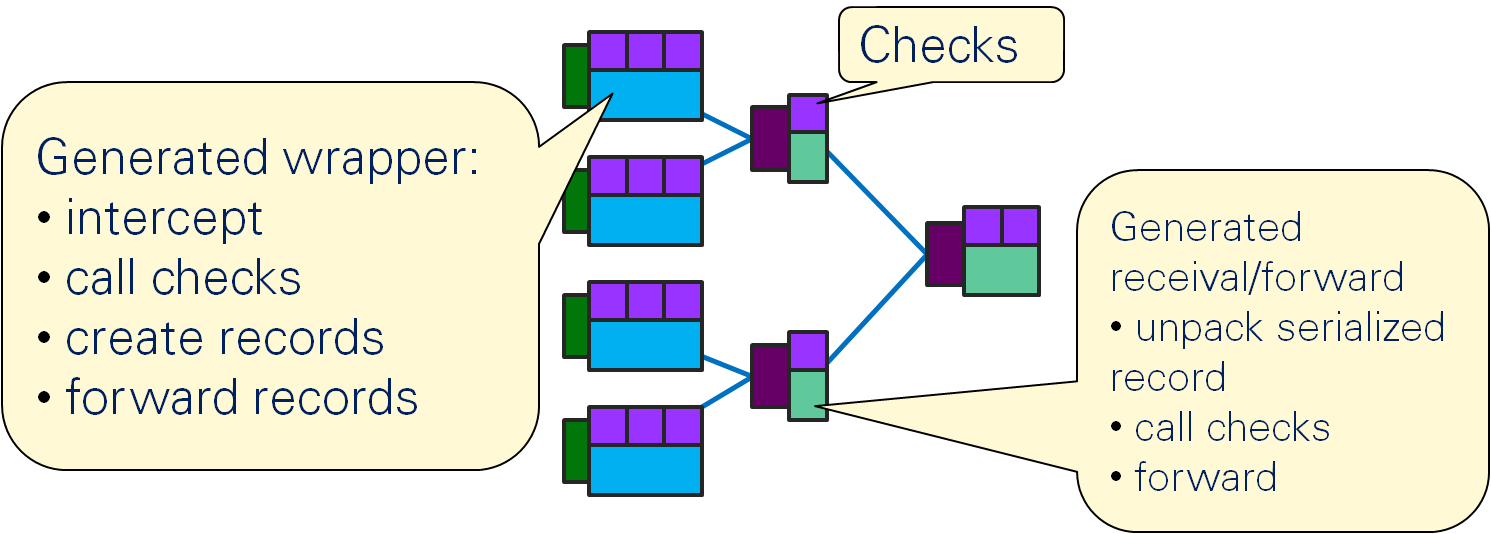 Checks
Generated wrapper:
• intercept
• call checks
• create records
• forward records
Generated
receival/forward
• unpack serialized
record
• call checks
• forward